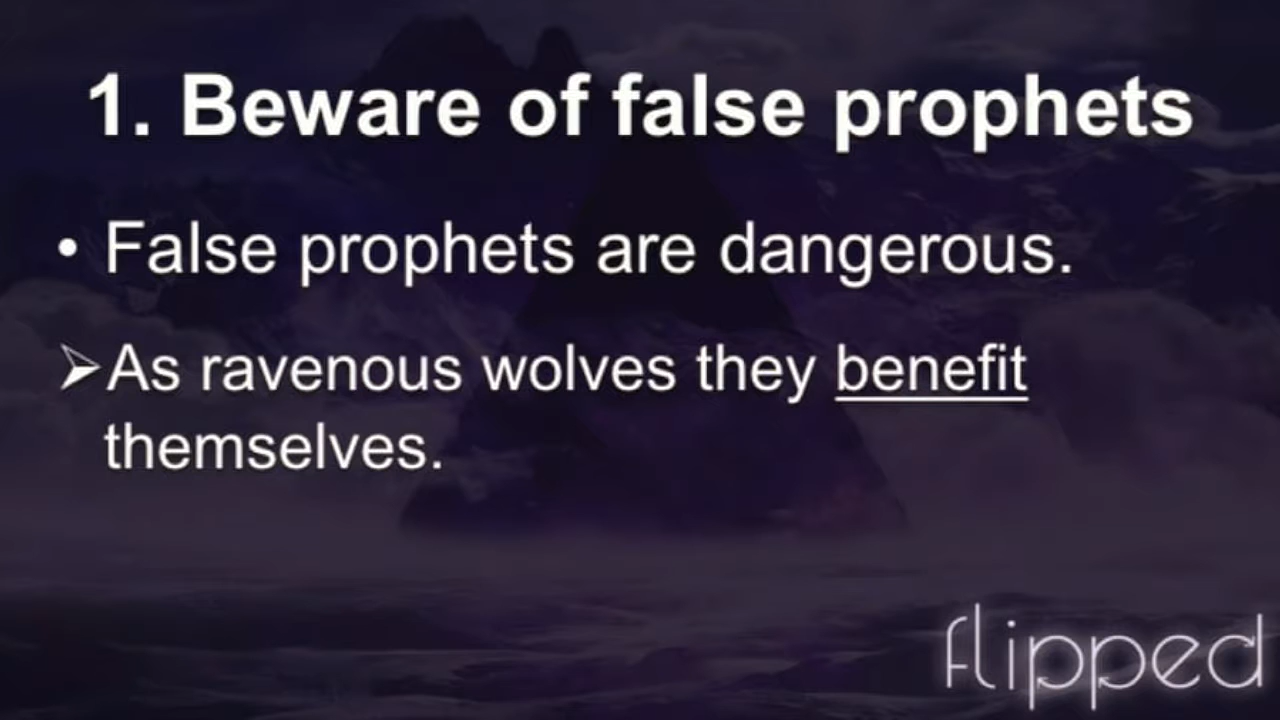 1. Beware of false prophets
• False prophets are dangerous.
➢As ravenous wolves they benefit
themselves.
flipped